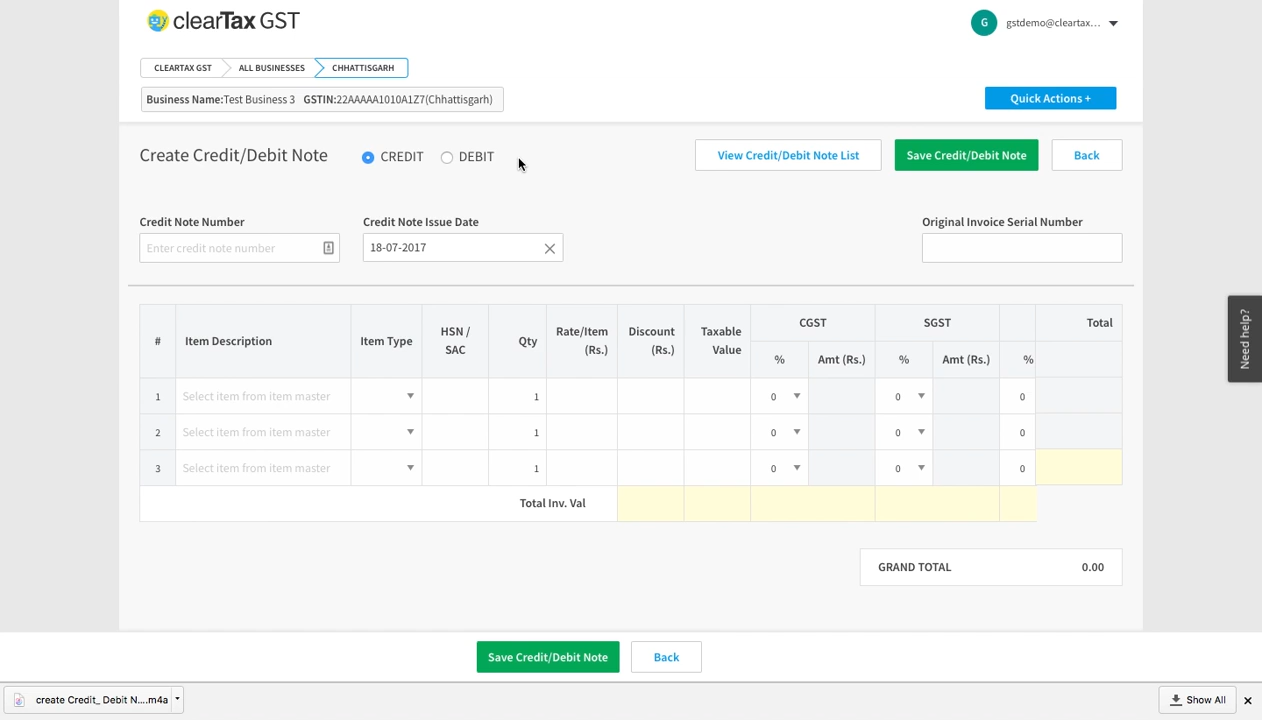 clearTax GST
G gstdemo@cleartax...
CLEARTAX GST ALL BUSINESSES CHHATTISGARH
Business Name:Test Business 3 GSTIN:22AAAAA1010A1Z7(Chhattisgarh)
Quick Actions +
Create Credit/Debit Note CREDIT DEBIT View Credit/Debit Note List Save Credit/Debit Note Back
Credit Note Number Credit Note Issue Date Original Invoice Serial Number
Enter credit note number 18-07-2017
Need help?
# Item Description Item Type HSN / SAC Qty Rate/Item (Rs.) Discount (Rs.) Taxable Value CGST SGST Total
% Amt (Rs.) % Amt (Rs.) %
1 Select item from item master 1 0 0 0
2 Select item from item master 1 0 0 0
3 Select item from item master 1 0 0 0
Total Inv. Val
GRAND TOTAL 0.00
Save Credit/Debit Note Back
create Credit_ Debit N....m4a Show All